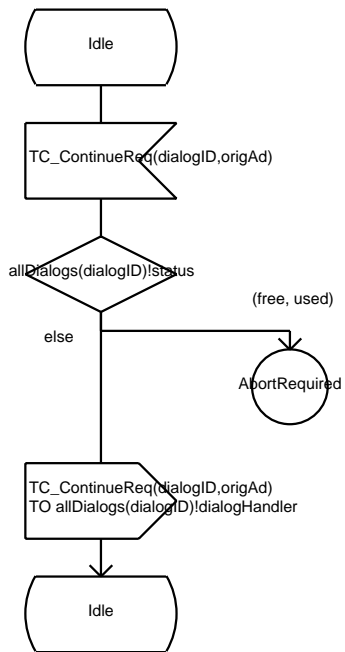 Idle
TC_ContinueReq(dialogID,origAd)
allDialogs(dialogID)!status
(free, used)
else
AbortRequired
TC_ContinueReq(dialogID,origAd)
TO allDialogs(dialogID)!dialogHandler
Idle